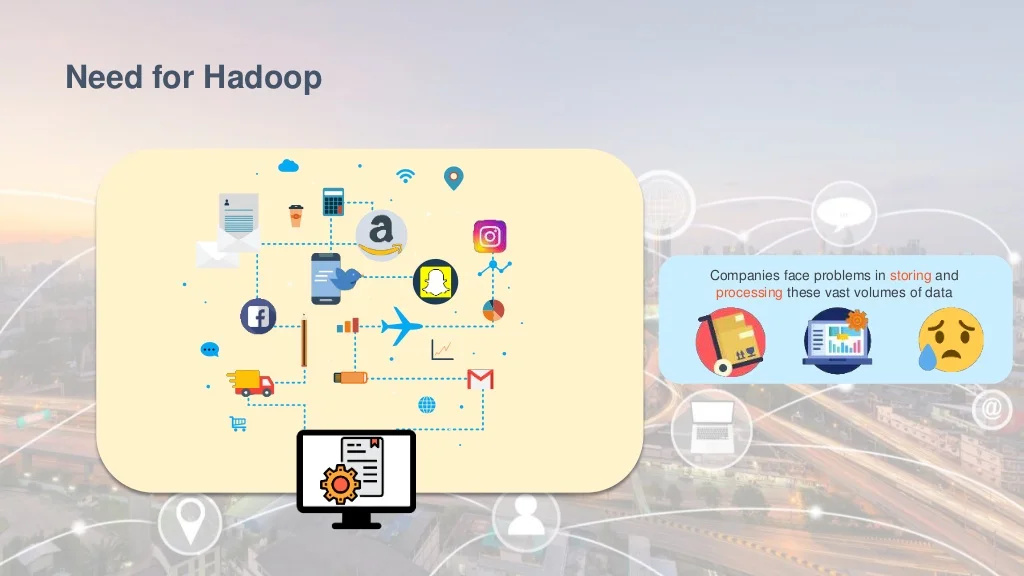 Need for Hadoop
a
Companies face problems in storing and
processing these vast volumes of data
@